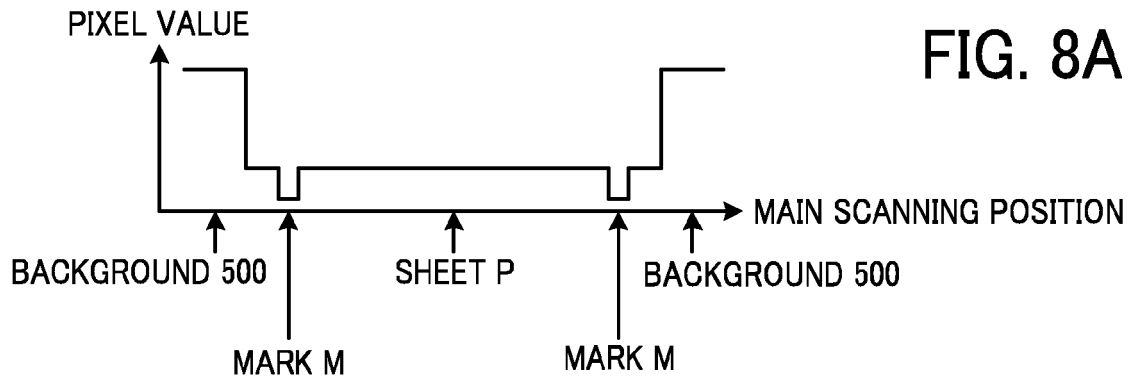 PIXEL VALUE
FIG. 8A
MAIN SCANNING POSITION
BACKGROUND 500
SHEET P
BACKGROUND 500
MARK M
MARK M